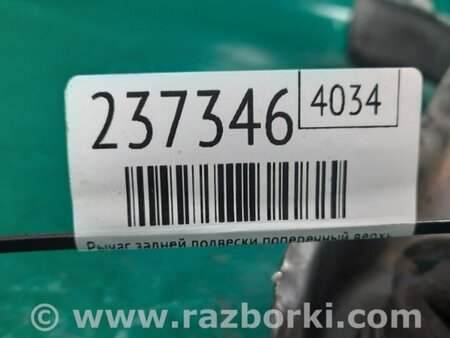 237346
4034
Рычаг задней подвески поперечный верхн
© www.razborki.com/